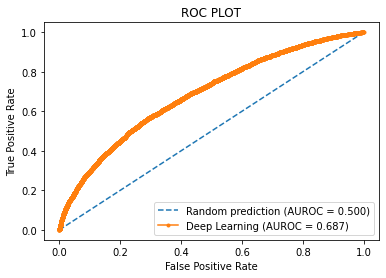 ROC PLOT
True Positive Rate
1.0
0.8
0.6
0.4
0.2
0.0
Random prediction (AUROC = 0.500)
Deep Learning (AUROC = 0.687)
0.0 0.2 0.4 0.6 0.8 1.0
False Positive Rate